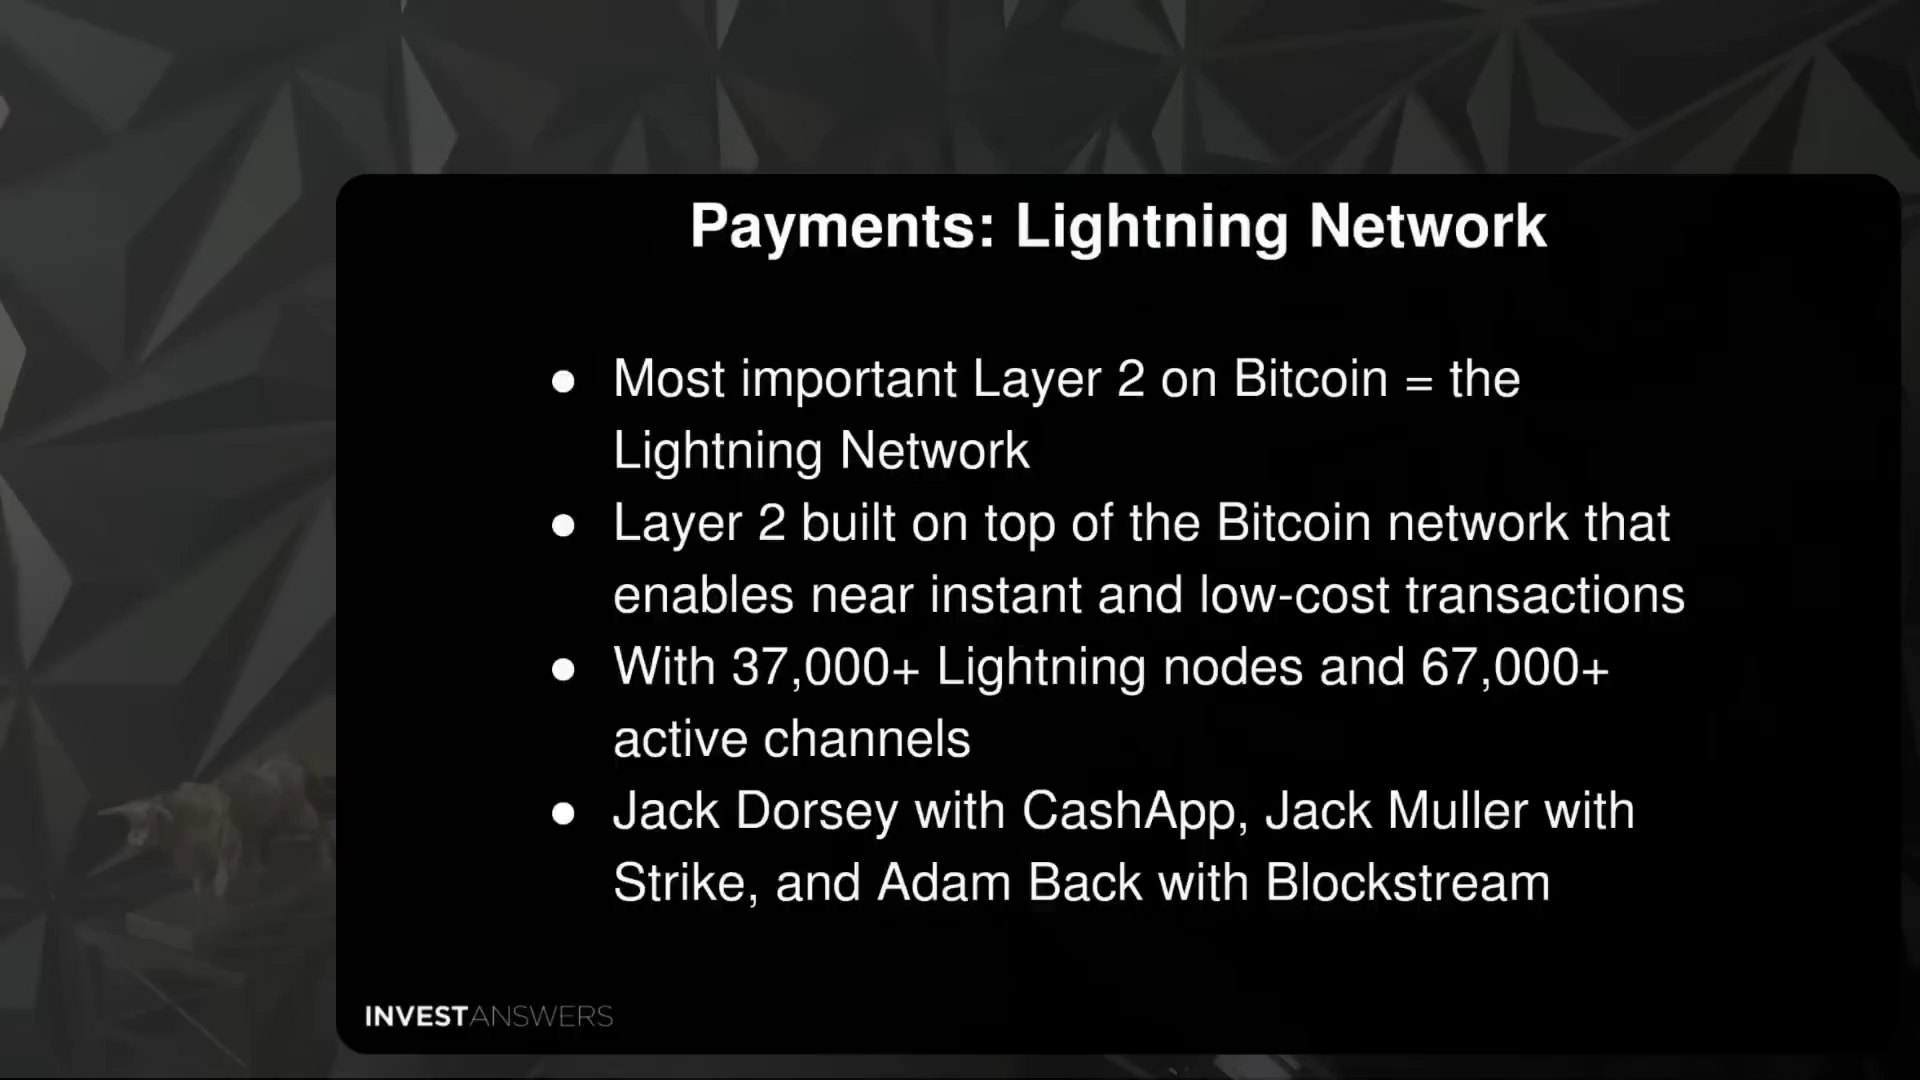 Payments: Lightning Network
● Most important Layer 2 on Bitcoin = the
Lightning Network
● Layer 2 built on top of the Bitcoin network that
enables near instant and low-cost transactions
● With 37,000+ Lightning nodes and 67,000+
active channels
● Jack Dorsey with CashApp, Jack Muller with
Strike, and Adam Back with Blockstream
INVESTANSWERS